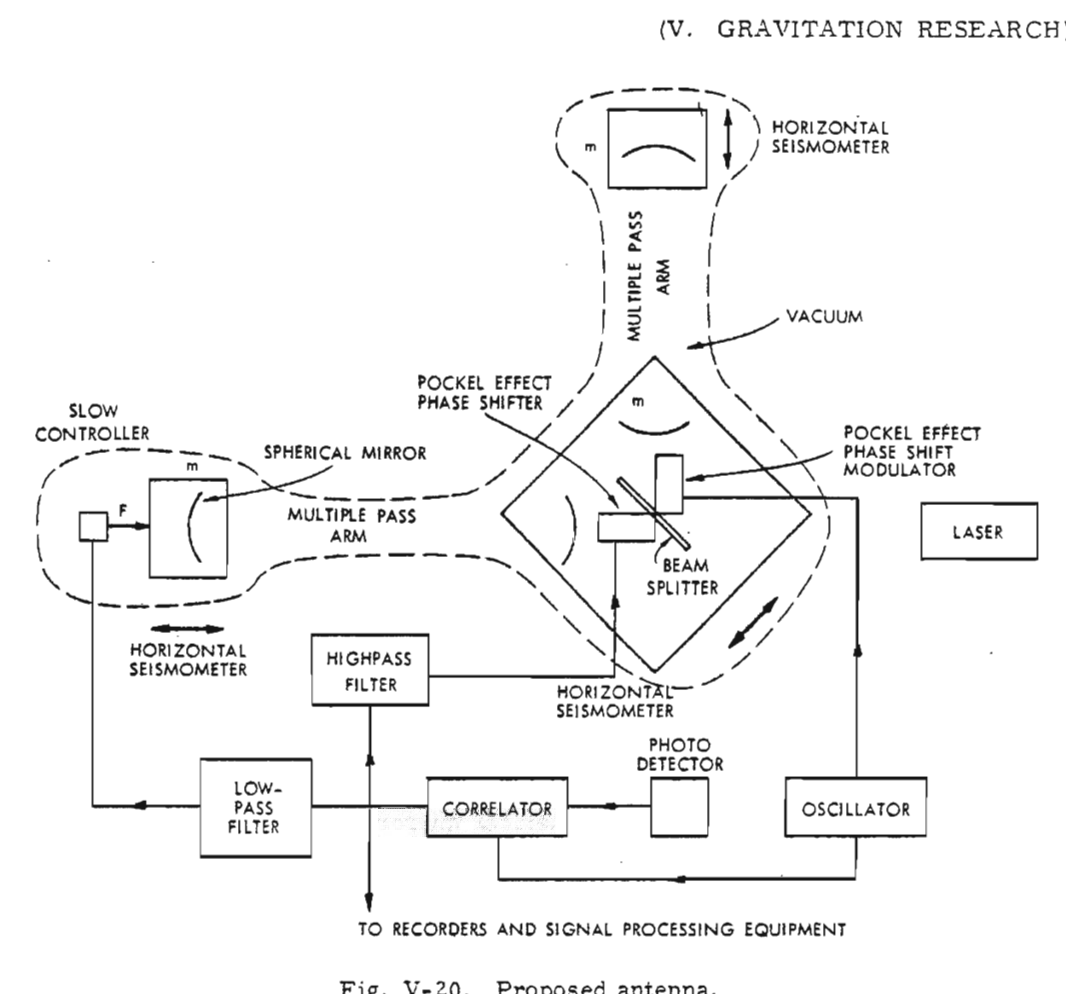 (V. GRAVITATION RESEARCH)
HORIZONTAL
SEISMOMETER
m
MULTIPLE PASS
ARM
VACUUM
POCKEL EFFECT
PHASE SHIFTER
m
SLOW
CONTROLLER
POCKEL EFFECT
PHASE SHIFT
MODULATOR
SPHERICAL MIRROR
m
F
MULTIPLE PASS
ARM
LASER
BEAM
SPLITTER
HORIZONTAL
SEISMOMETER
HIGHPASS
FILTER
HORIZONTAL
SEISMOMETER
PHOTO
DETECTOR
LOW-
PASS
FILTER
CORRELATOR
OSCILLATOR
TO RECORDERS AND SIGNAL PROCESSING EQUIPMENT
Fig. V-20. Proposed antenna.